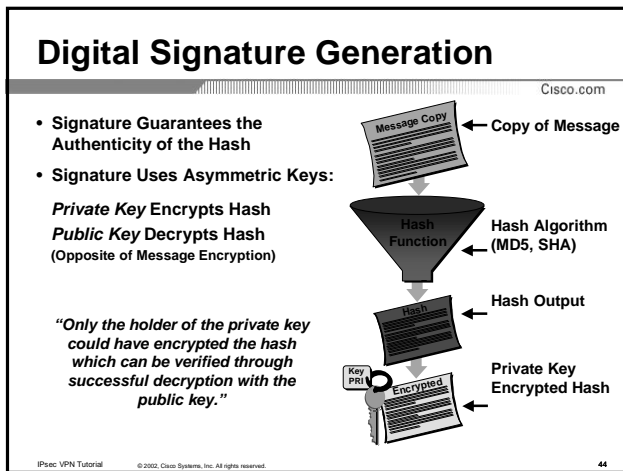 Digital Signature Generation
Cisco.com
• Signature Guarantees the
Authenticity of the Hash
• Signature Uses Asymmetric Keys:
Private Key Encrypts Hash
Public Key Decrypts Hash
(Opposite of Message Encryption)
“Only the holder of the private key
could have encrypted the hash
which can be verified through
successful decryption with the
public key.”
Message Copy
Copy of Message
Hash
Function
Hash Algorithm
(MD5, SHA)
Hash
Hash Output
Key
PRI
Encrypted
Private Key
Encrypted Hash
IPsec VPN Tutorial
© 2002, Cisco Systems, Inc. All rights reserved.
44